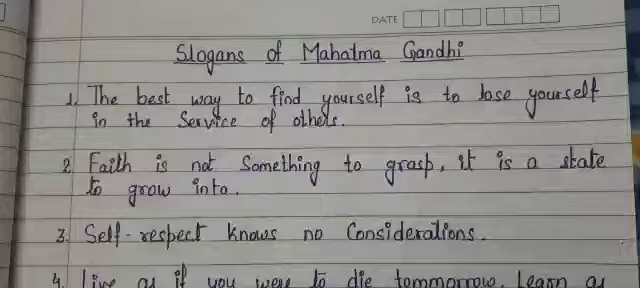 DATE
Slogans of Mahatma Gandhi
1. The best way to find yourself is to lose yourself
in the Service of others.
2. Faith is not Something to grasp, it is a state
to grow into.
3. Self-respect knows no Considerations.
4. Live as if you were to die tommorrow. Learn as